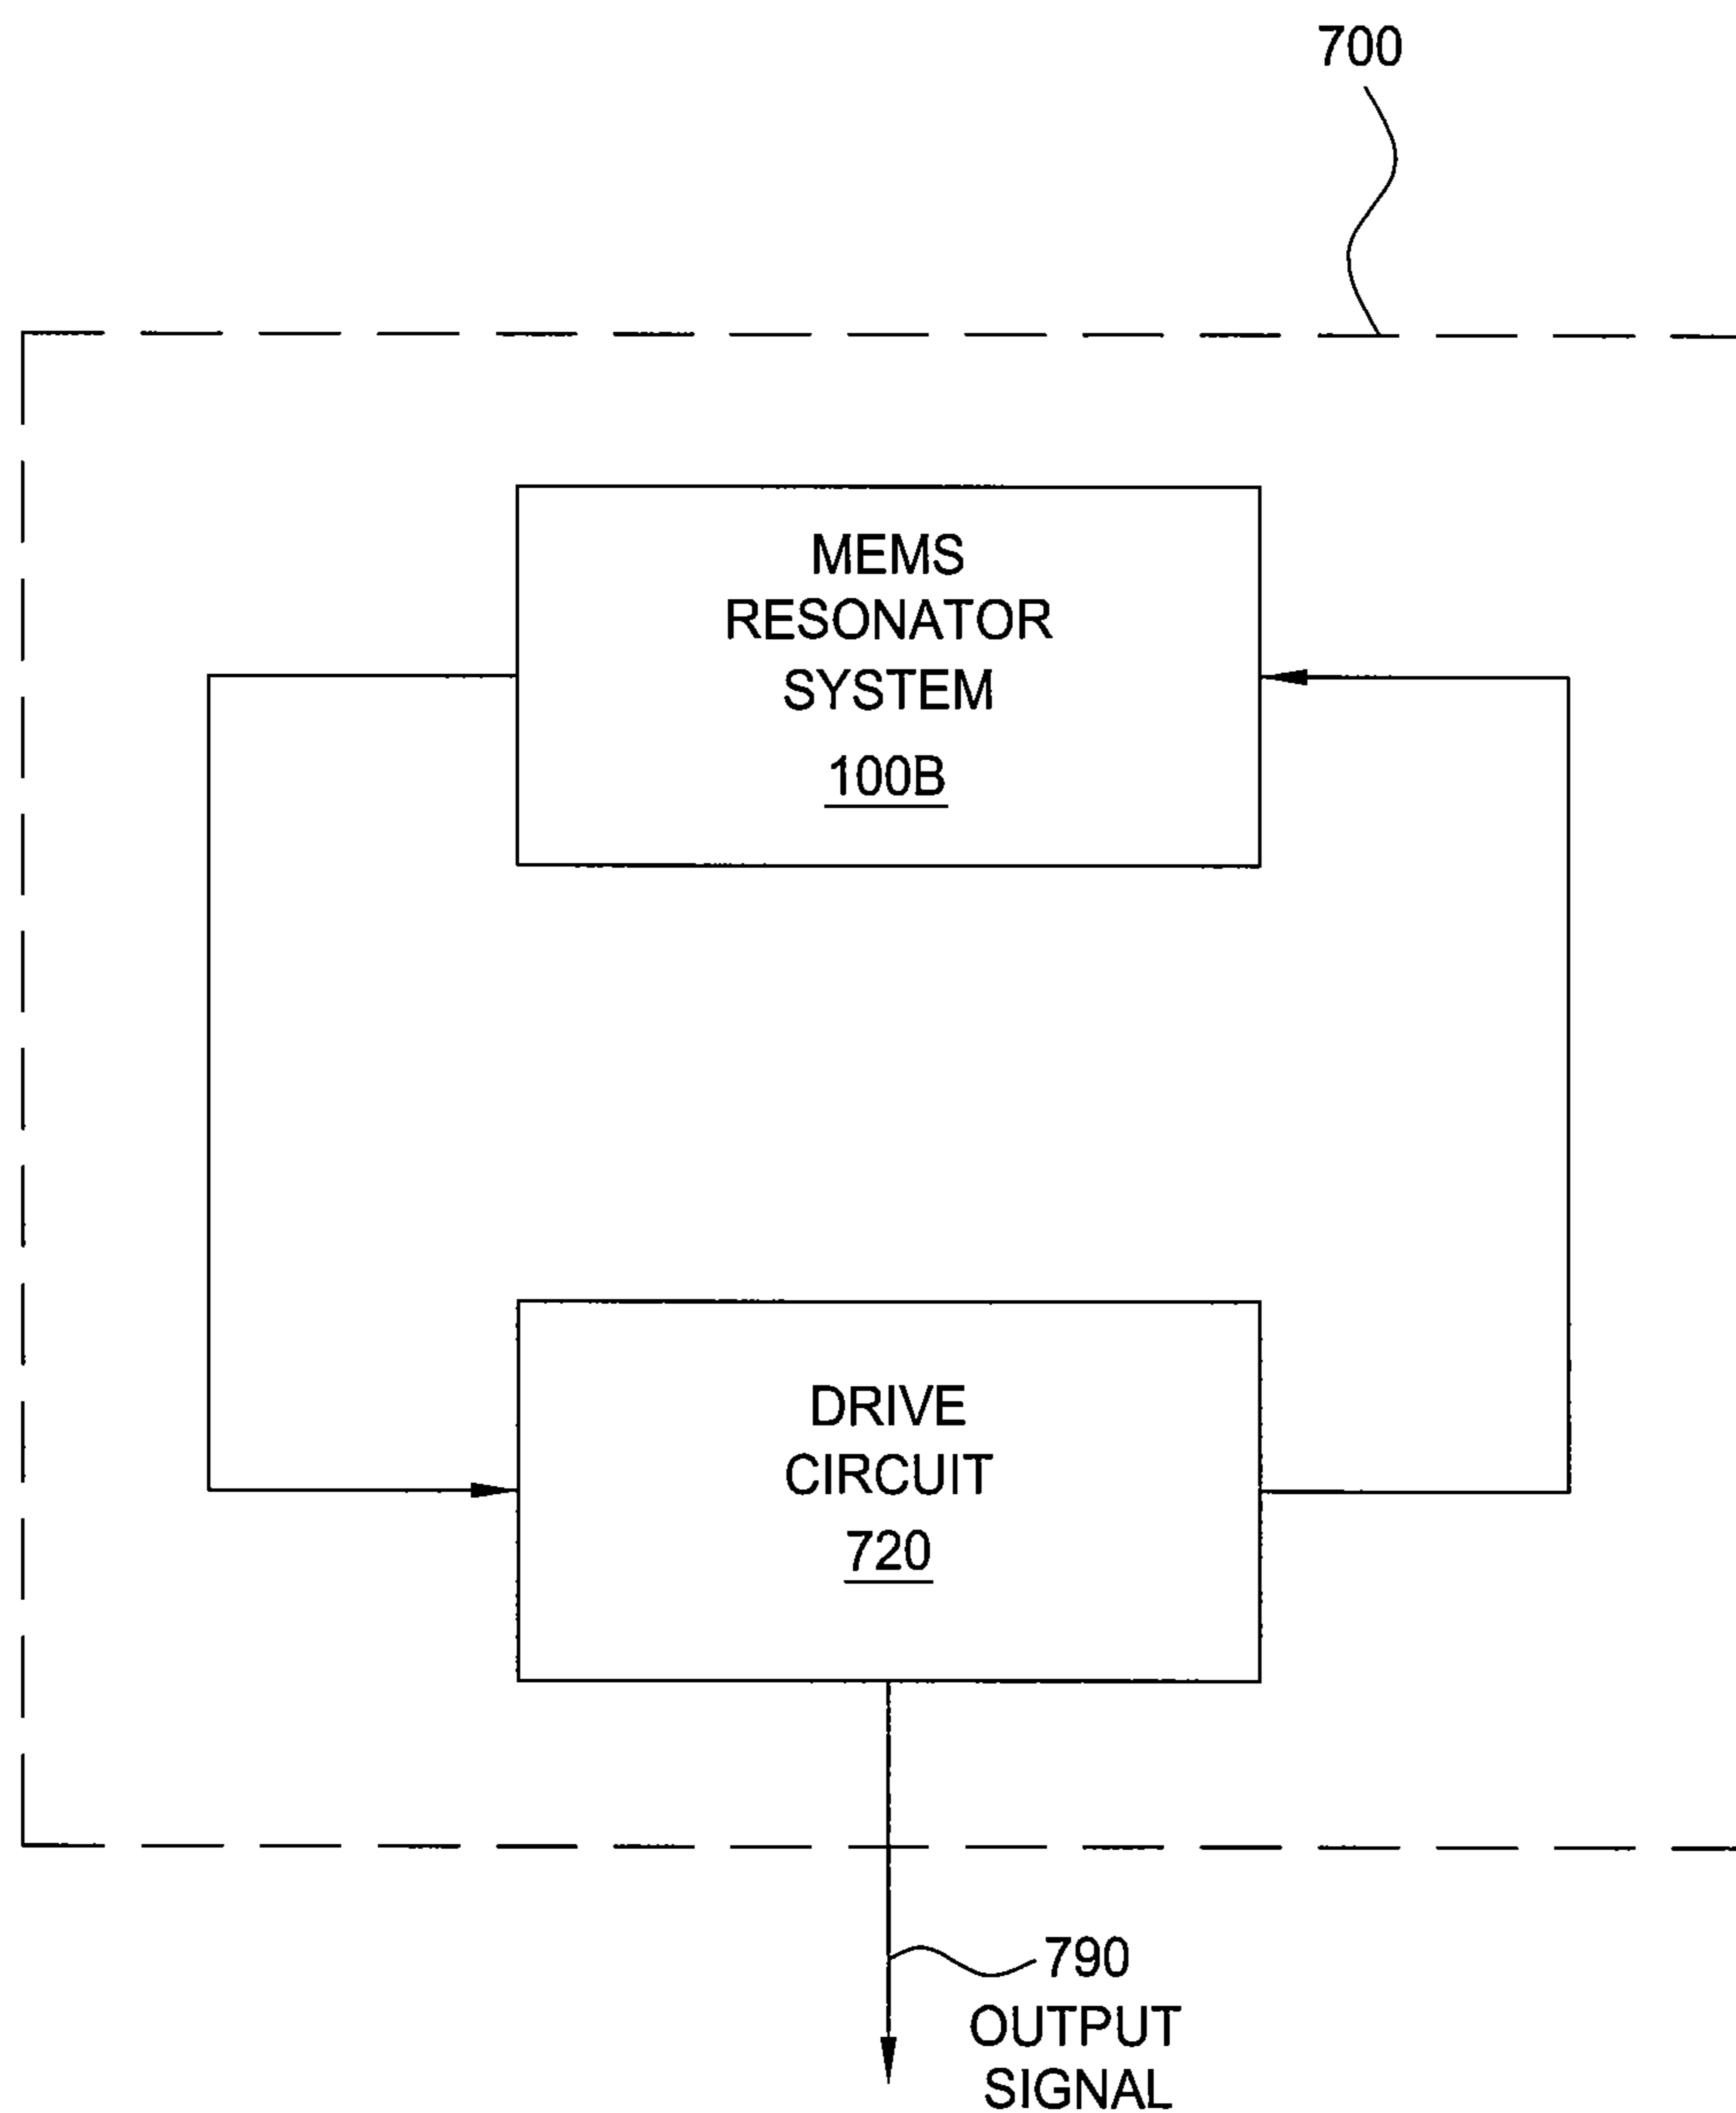 700
MEMS
RESONATOR
SYSTEM
100B
DRIVE
CIRCUIT
720
790
OUTPUT
SIGNAL